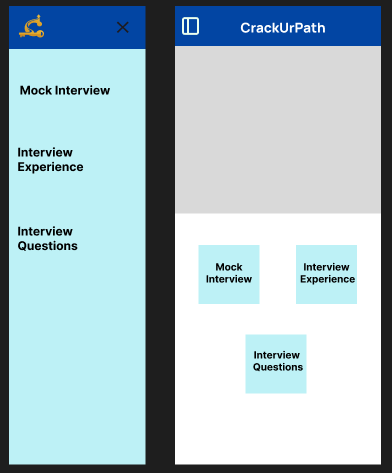 Mock Interview
Interview
Experience
Interview
Questions
CrackUrPath
Mock
Interview
Interview
Experience
Interview
Questions